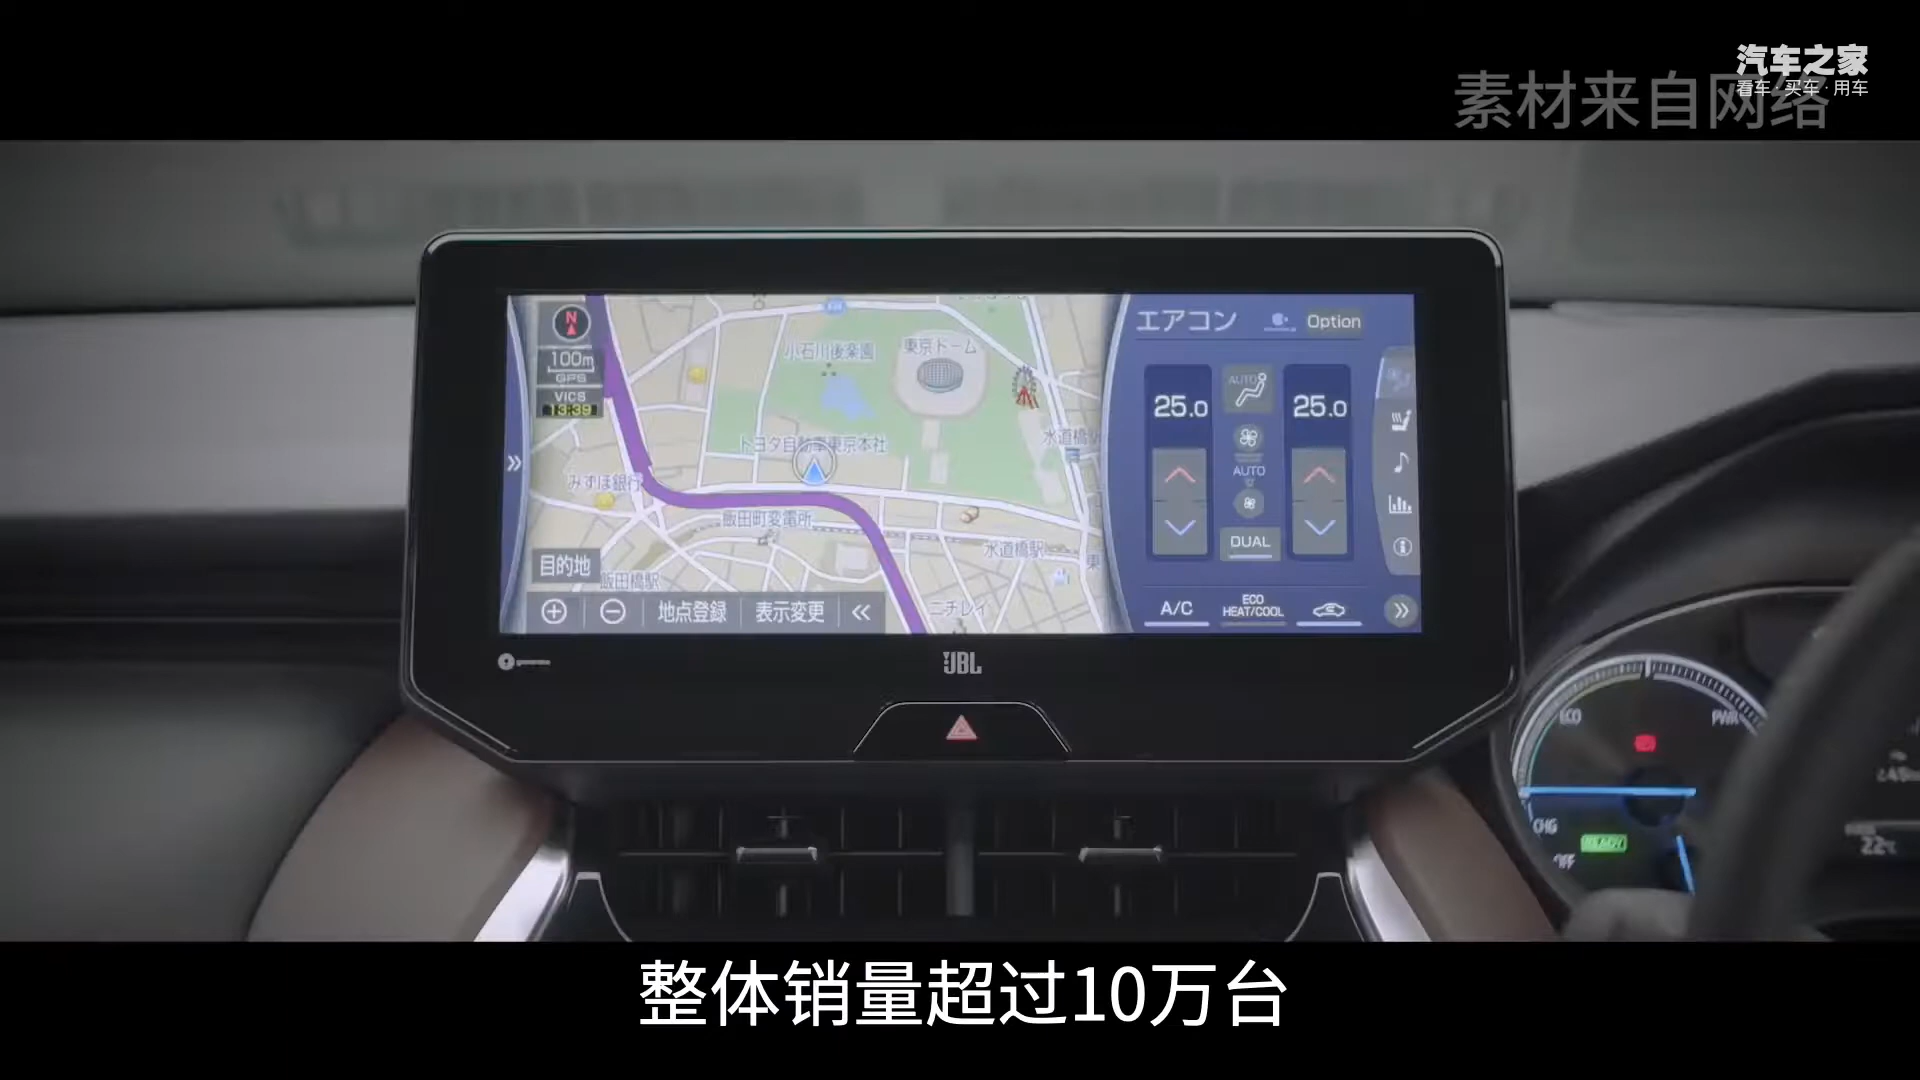 汽车之家
看车·买车·用车
素材来自网络
N
100m
GPS
VICS
13:39
小石川後楽園
東京ドーム
トヨタ自動車東京本社
水道橋
みずほ銀行
飯田町変電所
水道橋駅
東
飯田橋駅
ニチレイ
目的地
地点登録
表示変更
エアコン
Option
25.0
AUTO
25.0
AUTO
DUAL
A/C
ECO
HEAT/COOL
JBL
ECO
PWR
CHG
OFF
READY
22℃
整体销量超过10万台